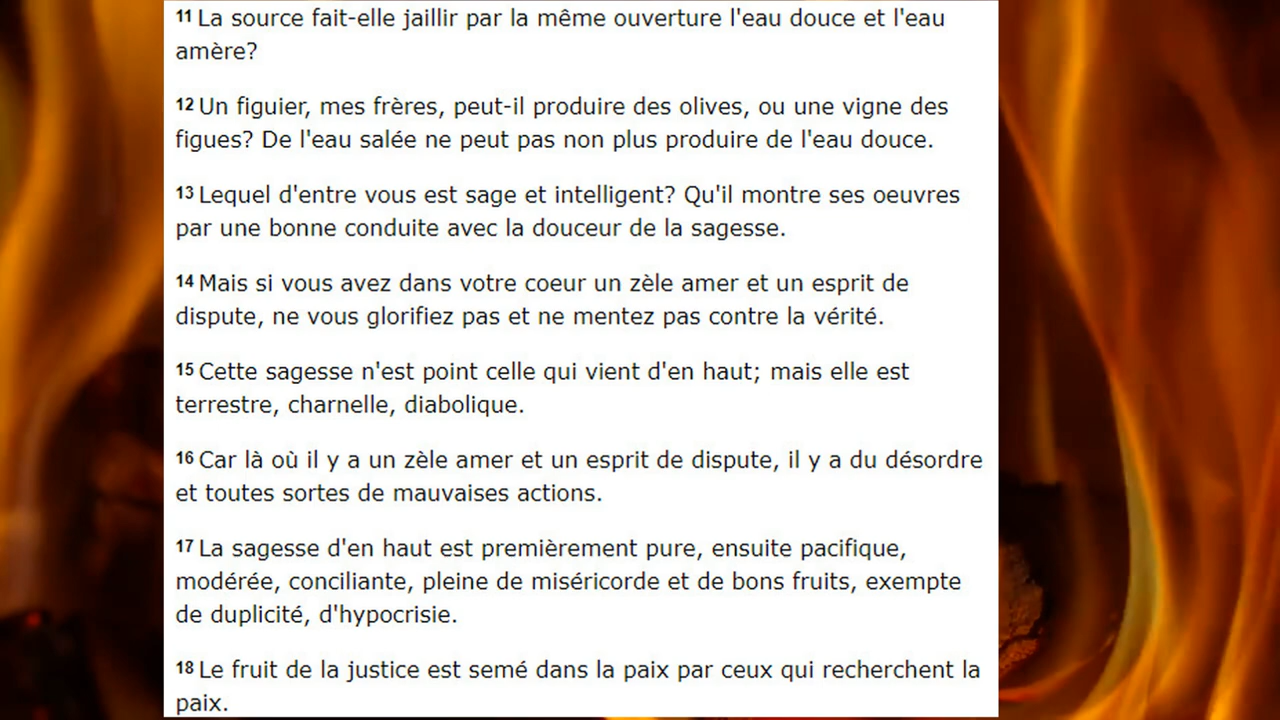 11 La source fait-elle jaillir par la même ouverture l'eau douce et l'eau
amère?
12 Un figuier, mes frères, peut-il produire des olives, ou une vigne des
figues? De l'eau salée ne peut pas non plus produire de l'eau douce.
13 Lequel d'entre vous est sage et intelligent? Qu'il montre ses oeuvres
par une bonne conduite avec la douceur de la sagesse.
14 Mais si vous avez dans votre coeur un zèle amer et un esprit de
dispute, ne vous glorifiez pas et ne mentez pas contre la vérité.
15 Cette sagesse n'est point celle qui vient d'en haut; mais elle est
terrestre, charnelle, diabolique.
16 Car là où il y a un zèle amer et un esprit de dispute, il y a du désordre
et toutes sortes de mauvaises actions.
17 La sagesse d'en haut est premièrement pure, ensuite pacifique,
modérée, conciliante, pleine de miséricorde et de bons fruits, exempte
de duplicité, d'hypocrisie.
18 Le fruit de la justice est semé dans la paix par ceux qui recherchent la
paix.